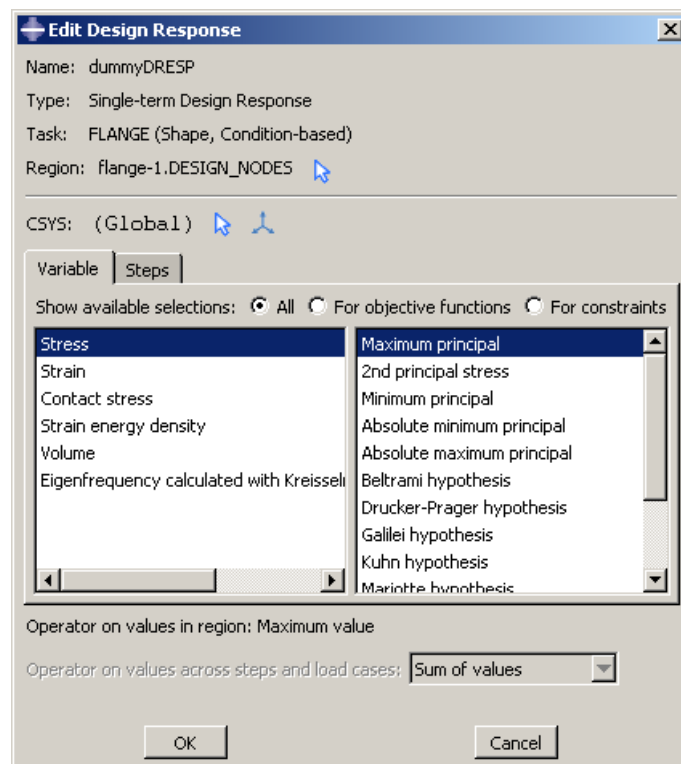 Edit Design Response
Name: dummyDRESP
Type: Single-term Design Response
Task: FLANGE (Shape, Condition-based)
Region: flange-1.DESIGN_NODES
CSYS: (Global)
Variable Steps
Show available selections: All For objective functions For constraints
Stress
Strain
Contact stress
Strain energy density
Volume
Eigenfrequency calculated with Kreissel
Maximum principal
2nd principal stress
Minimum principal
Absolute minimum principal
Absolute maximum principal
Beltrami hypothesis
Drucker-Prager hypothesis
Galilei hypothesis
Kuhn hypothesis
Mariotte hypothesis
Operator on values in region: Maximum value
Operator on values across steps and load cases: Sum of values
OK Cancel